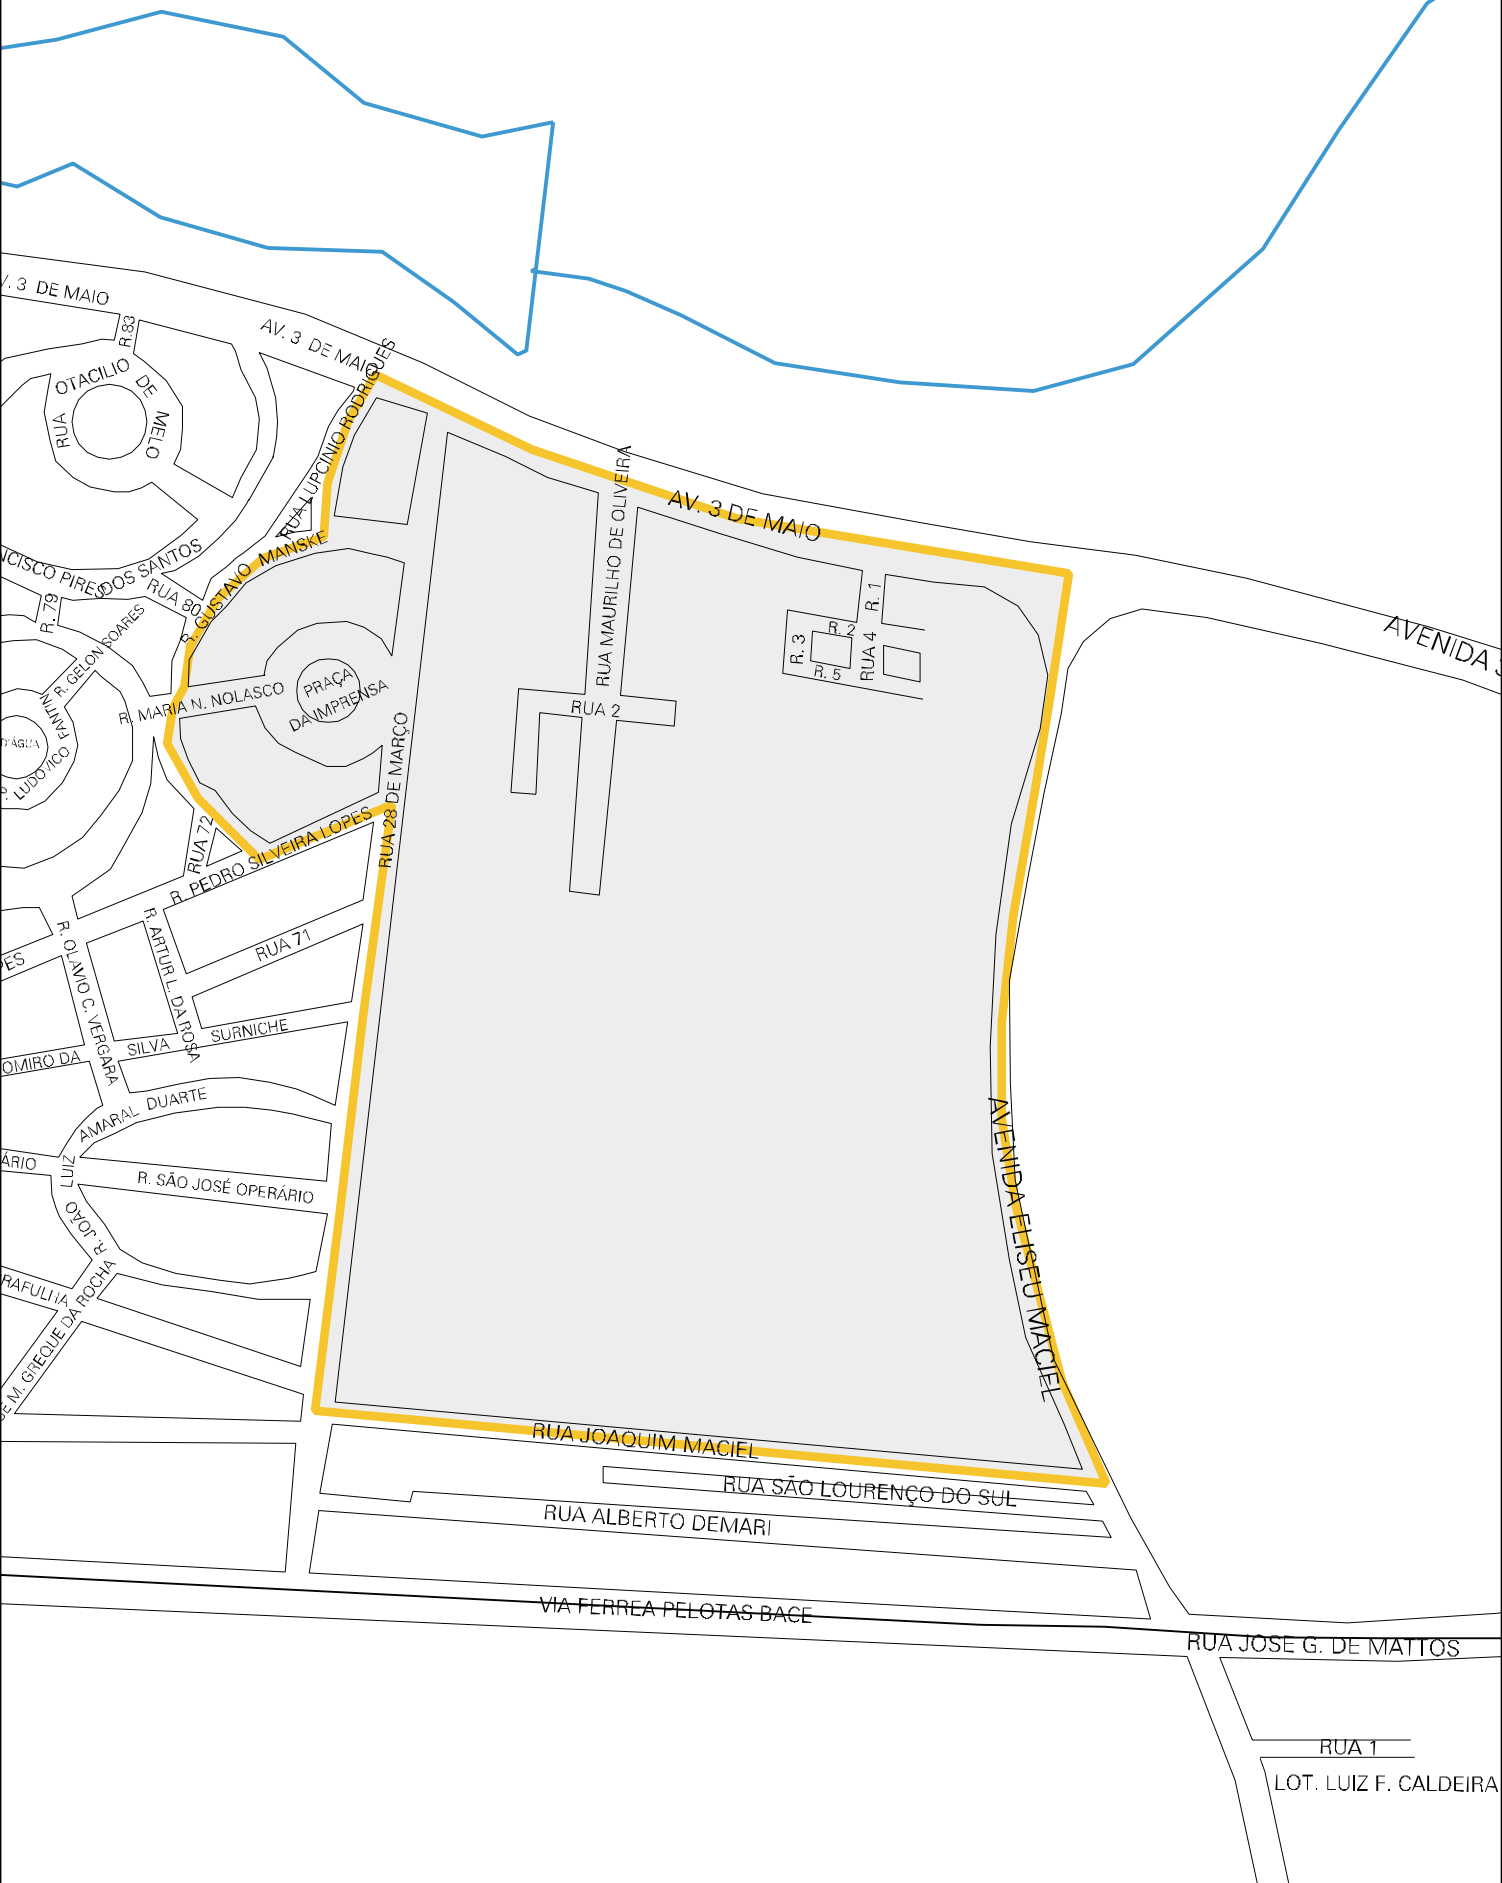 V. 3 DE MAIO
AV. 3 DE MAIO
R.83
RUA OTACILIO DE MELO
RUA LUPCINIO RODRIGUES
RUA MAURILHO DE OLIVEIRA
AV. 3 DE MAIO
NCISCO PIRES DOS SANTOS
R. GUSTAVO MANSKE
RUA 80
R. 79
R. 1
R. 2
R. 3
RUA 4
R. 5
AVENIDA
R. GELON SOARES
R. MARIA N. NOLASCO
PRAÇA
DA IMPRENSA
RUA 2
D'ÁGUA
LUDOVICO FANTIN
RUA 28 DE MARÇO
RUA 72
R. PEDRO SILVEIRA LOPES
R. ARTUR L. DA ROSA
R. OLAVIO C. VERGARA
RUA 71
PES
OMIRO DA SILVA SURNICHE
R. JOÃO LUIZ AMARAL DUARTE
ÁRIO
R. SÃO JOSÉ OPERÁRIO
AVENIDA ELISEU MACIEL
RAFULHA
M. GREQUE DA ROCHA
RUA JOAQUIM MACIEL
RUA SÃO LOURENÇO DO SUL
RUA ALBERTO DEMARI
VIA FERREA PELOTAS BAGE
RUA JOSE G. DE MATTOS
RUA 1
LOT. LUIZ F. CALDEIRA